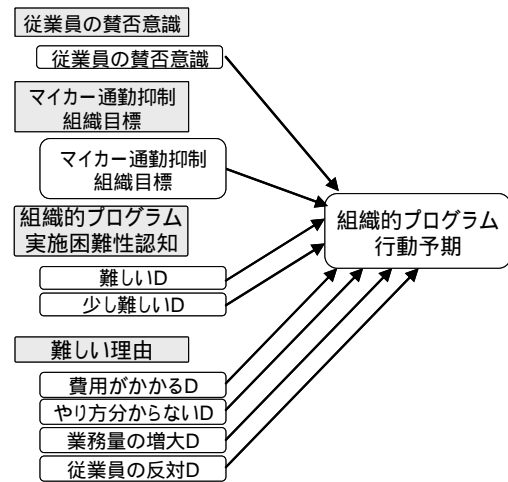 従業員の賛否意識
従業員の賛否意識
マイカー通勤抑制
組織目標
マイカー通勤抑制
組織目標
組織的プログラム
実施困難性認知
難しいD
少し難しいD
難しい理由
費用がかかるD
やり方分からないD
業務量の増大D
従業員の反対D
組織的プログラム
行動予期